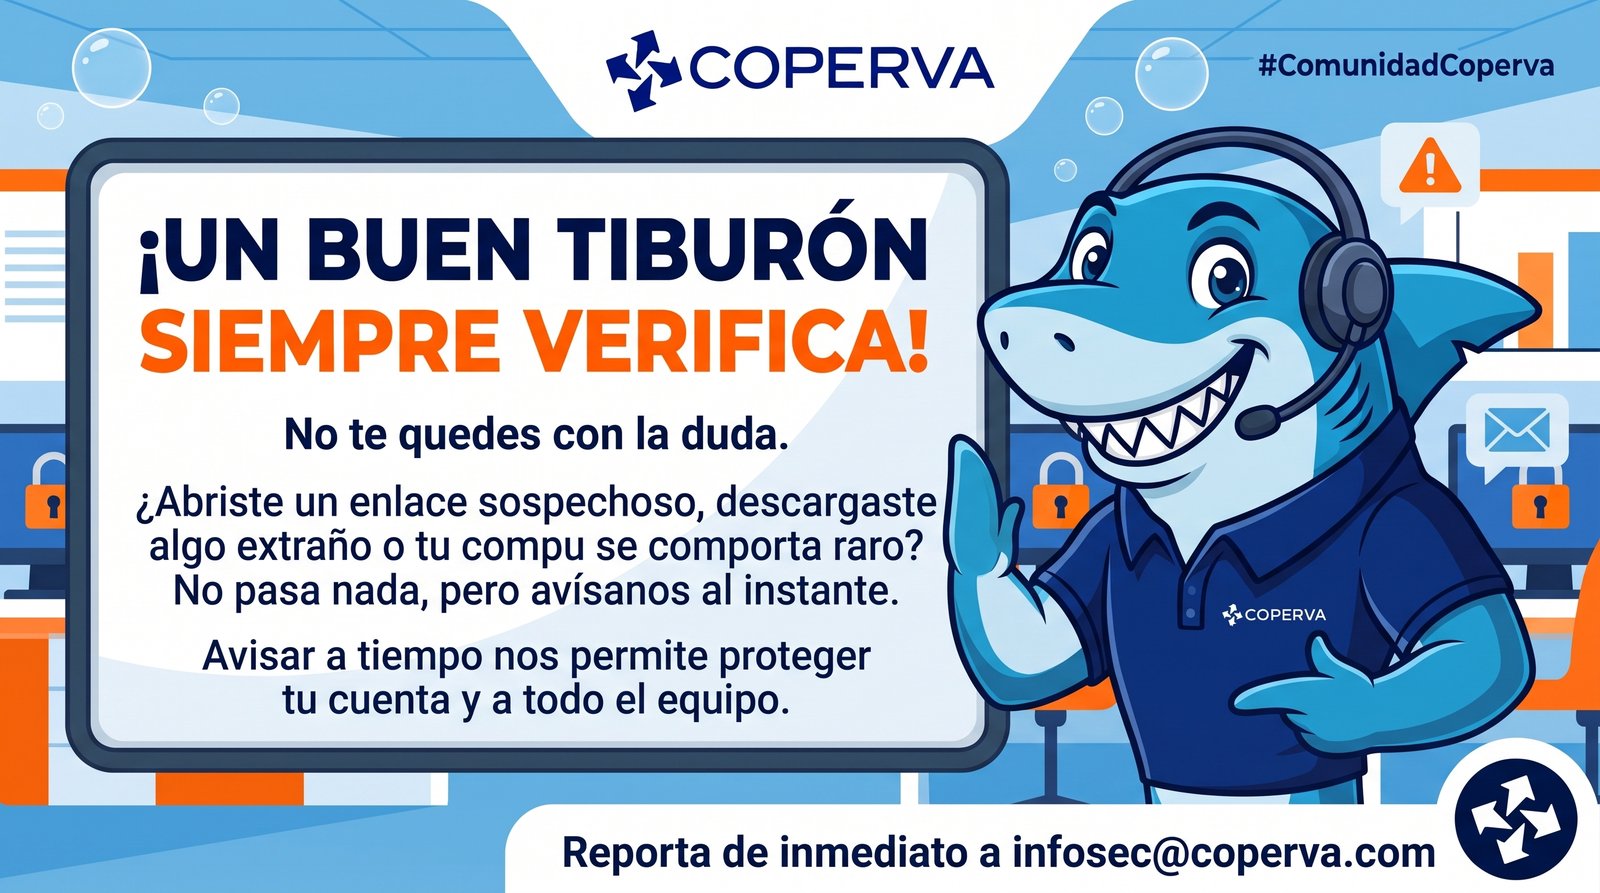 COPERVA
#ComunidadCoperva
¡UN BUEN TIBURÓN
SIEMPRE VERIFICA!
No te quedes con la duda.
¿Abriste un enlace sospechoso, descargaste
algo extraño o tu compu se comporta raro?
No pasa nada, pero avísanos al instante.
Avisar a tiempo nos permite proteger
tu cuenta y a todo el equipo.
COPERVA
Reporta de inmediato a infosec@coperva.com